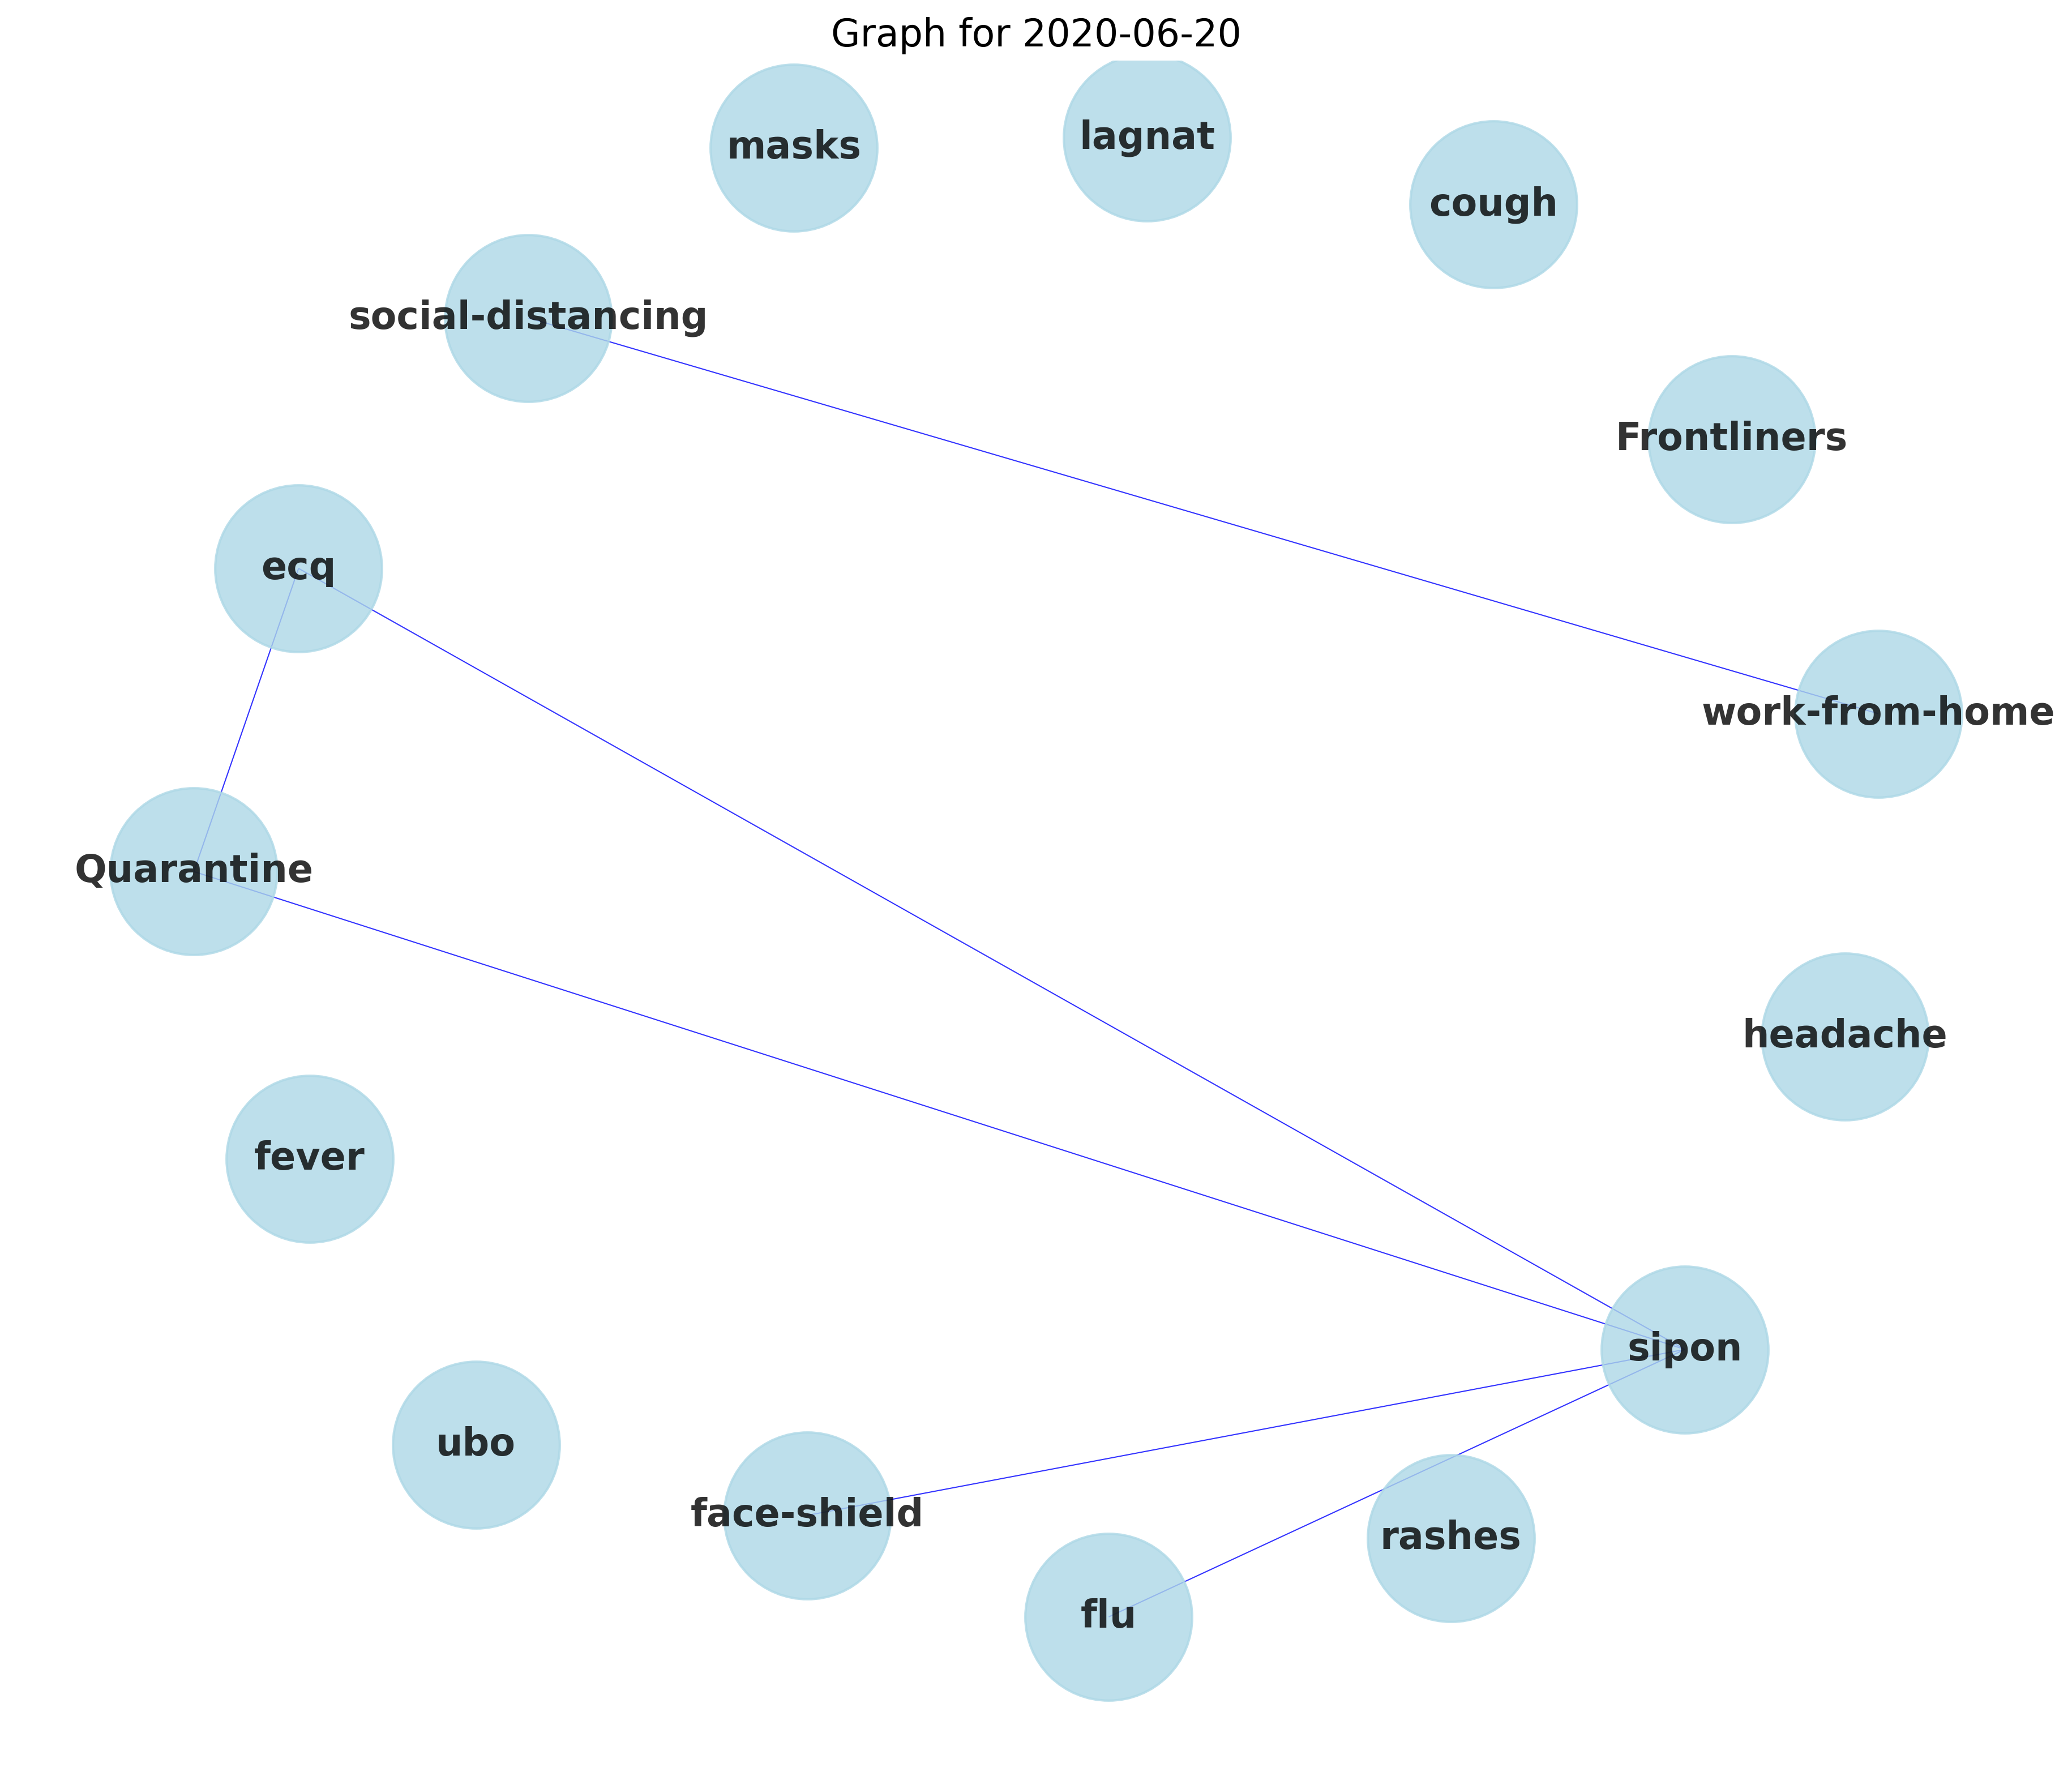 Graph for 2020-06-20
masks
lagnat
cough
social-distancing
Frontliners
ecq
work-from-home
Quarantine
headache
fever
sipon
ubo
face-shield
rashes
flu